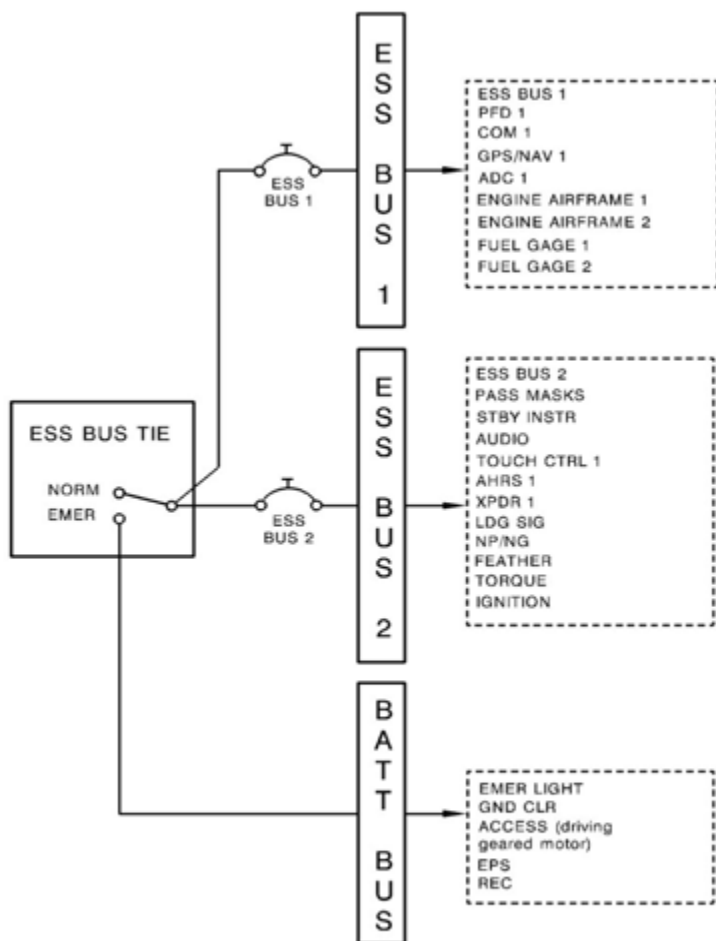 ESS BUS 1
ESS BUS 1
PFD 1
COM 1
GPS/NAV 1
ADC 1
ENGINE AIRFRAME 1
ENGINE AIRFRAME 2
FUEL GAGE 1
FUEL GAGE 2
ESS
BUS 1
ESS BUS TIE
NORM
EMER
ESS
BUS 2
ESS BUS 2
ESS BUS 2
PASS MASKS
STBY INSTR
AUDIO
TOUCH CTRL 1
AHRS 1
XPDR 1
LDG SIG
NP/NG
FEATHER
TORQUE
IGNITION
BATT BUS
EMER LIGHT
GND CLR
ACCESS (driving
geared motor)
EPS
REC